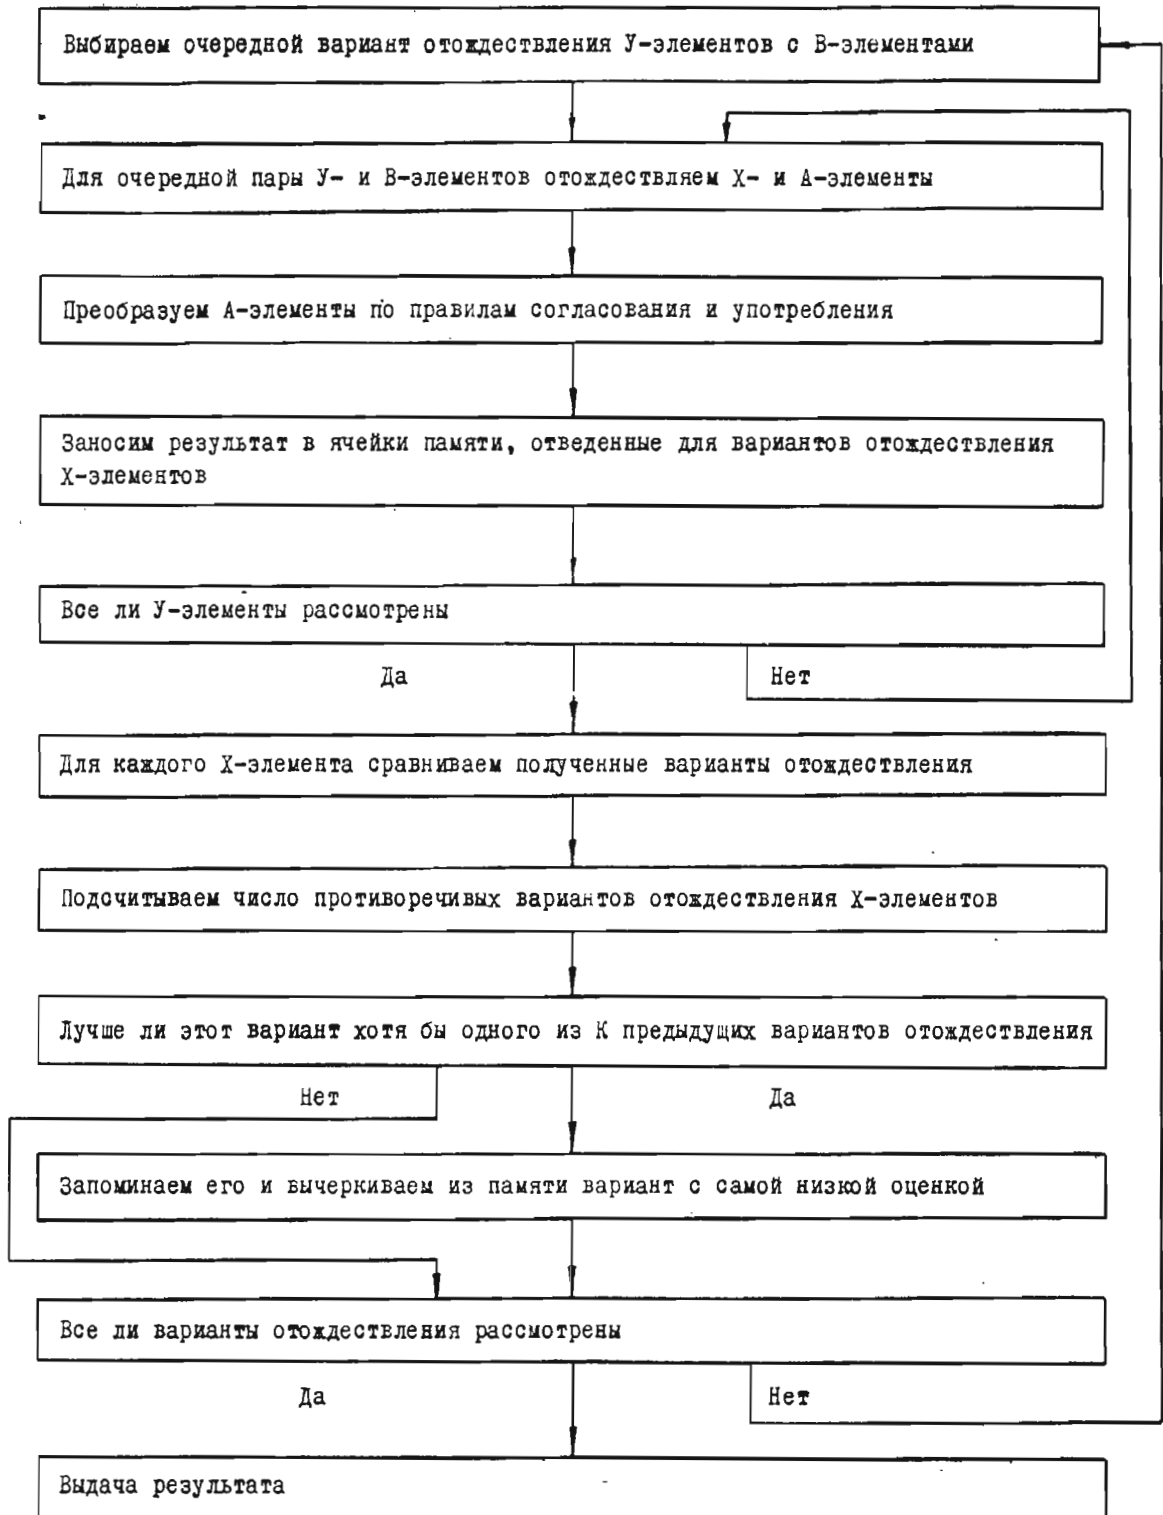 Выбираем очередной вариант отождествления У-элементов с В-элементами
Для очередной пары У- и В-элементов отождествляем Х- и А-элементы
Преобразуем А-элементы по правилам согласования и употребления
Заносим результат в ячейки памяти, отведенные для вариантов отождествления
Х-элементов
Все ли У-элементы рассмотрены
Да
Нет
Для каждого Х-элемента сравниваем полученные варианты отождествления
Подсчитываем число противоречивых вариантов отождествления Х-элементов
Лучше ли этот вариант хотя бы одного из К предыдущих вариантов отождествления
Нет
Да
Запоминаем его и вычеркиваем из памяти вариант с самой низкой оценкой
Все ли варианты отождествления рассмотрены
Да
Нет
Выдача результата